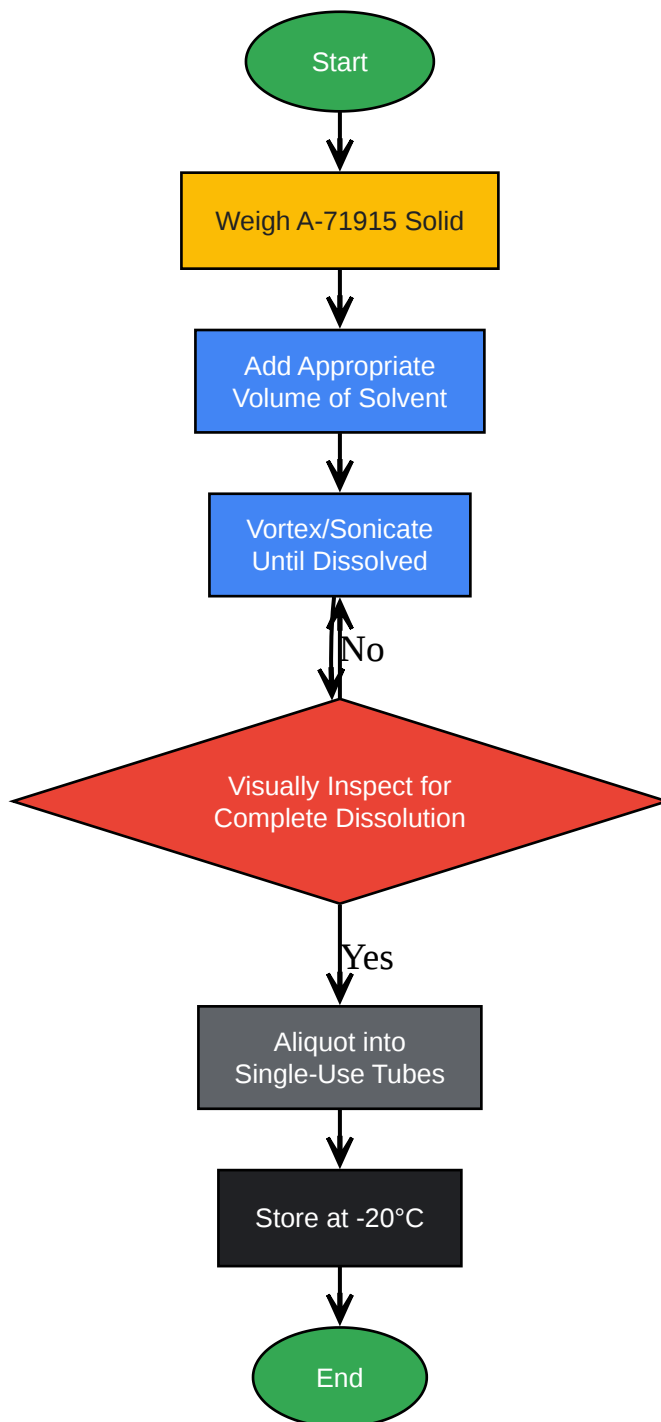 Start
Weigh A-71915 Solid
Add Appropriate
Volume of Solvent
Vortex/Sonicate
Until Dissolved
No
Visually Inspect for
Complete Dissolution
Yes
Aliquot into
Single-Use Tubes
Store at -20°C
End